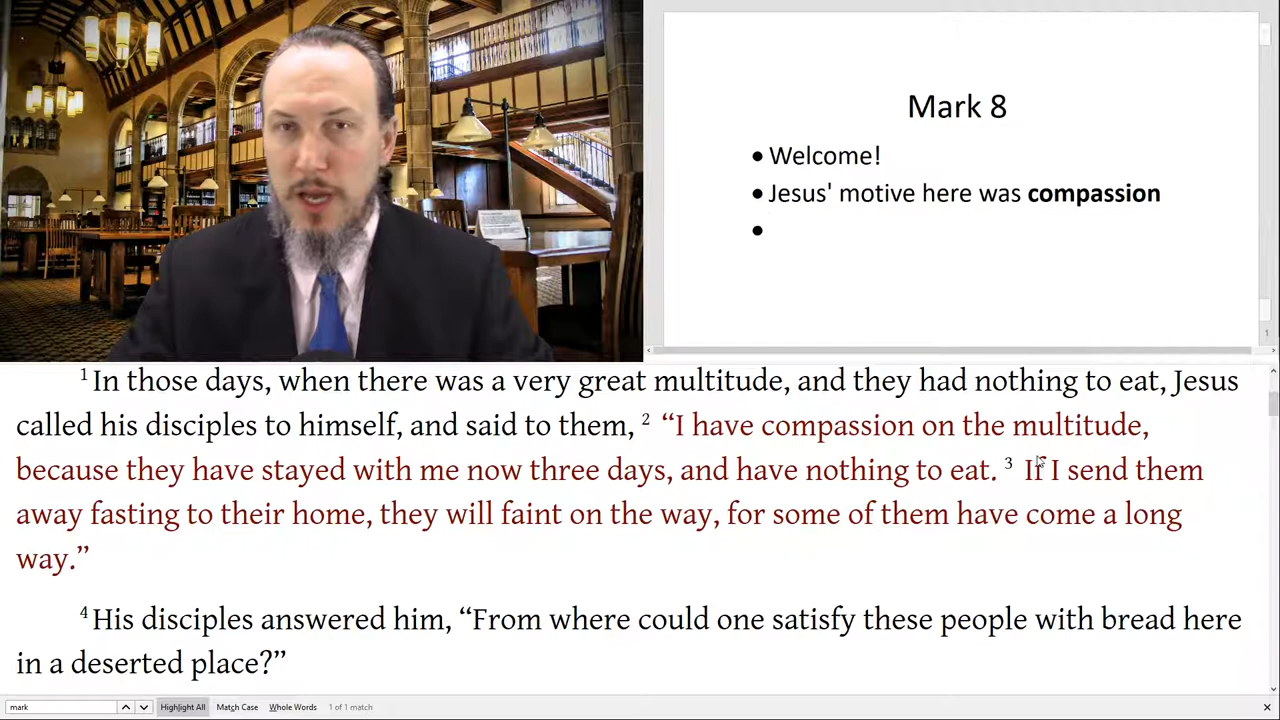 Mark 8
• Welcome!
• Jesus' motive here was compassion
•
1
¹ In those days, when there was a very great multitude, and they had nothing to eat, Jesus
called his disciples to himself, and said to them, ² “I have compassion on the multitude,
because they have stayed with me now three days, and have nothing to eat. ³ If I send them
away fasting to their home, they will faint on the way, for some of them have come a long
way.”
⁴ His disciples answered him, “From where could one satisfy these people with bread here
in a deserted place?”
mark Highlight All Match Case Whole Words 1 of 1 match